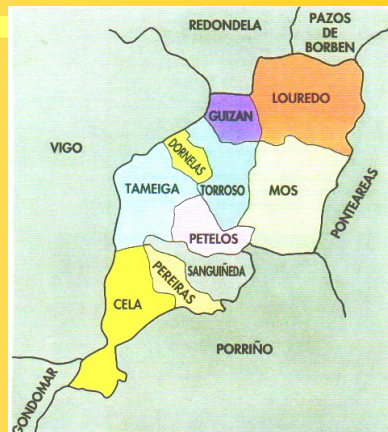 REDONDELA
PAZOS
DE
BORBEN
LOUREDO
GUIZAN
VIGO
DORNELAS
TAMEIGA
TORROSO
MOS
PONTEAREAS
PETELOS
SANGUIÑEDA
PEREIRAS
CELA
PORRIÑO
GONDOMAR